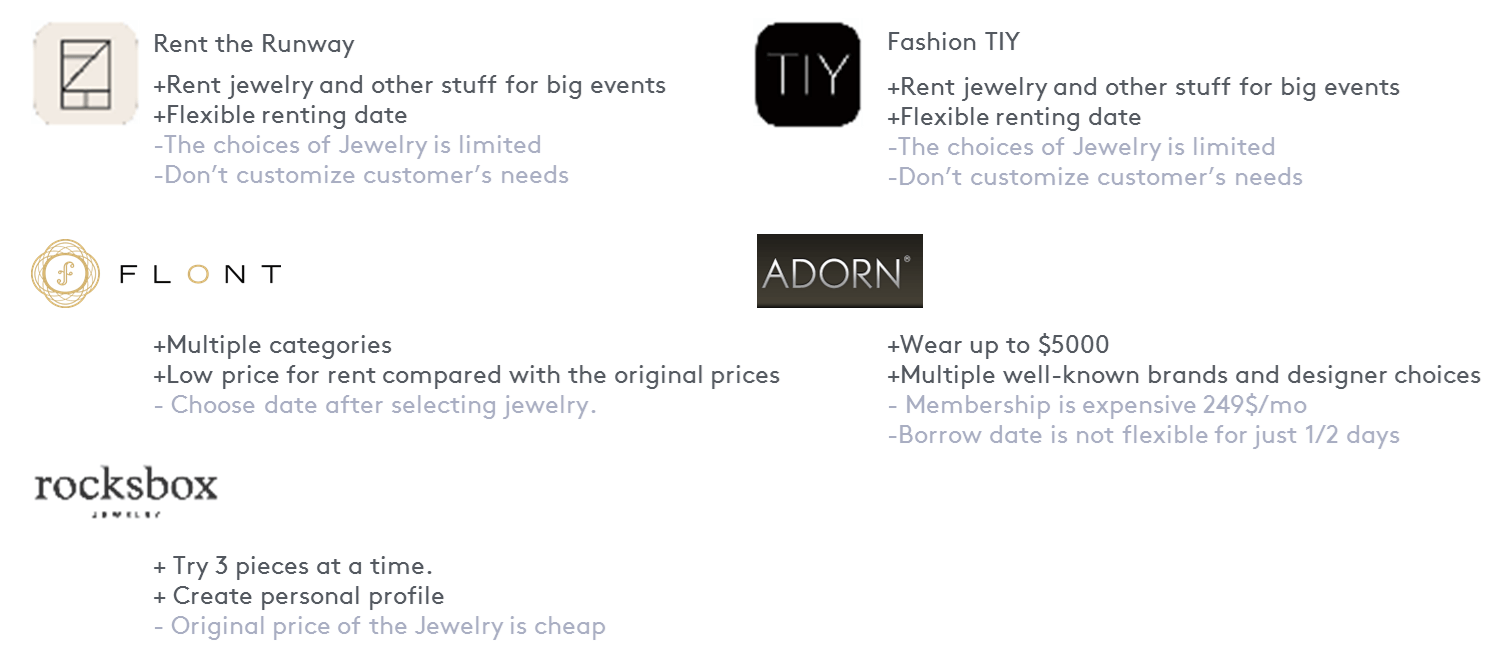 Rent the Runway
+Rent jewelry and other stuff for big events
+Flexible renting date
-The choices of Jewelry is limited
-Don't customize customer's needs
TIY
Fashion TIY
+Rent jewelry and other stuff for big events
+Flexible renting date
-The choices of Jewelry is limited
-Don't customize customer's needs
f FLONT
+Multiple categories
+Low price for rent compared with the original prices
- Choose date after selecting jewelry.
ADORN®
+Wear up to $5000
+Multiple well-known brands and designer choices
- Membership is expensive 249$/mo
-Borrow date is not flexible for just 1/2 days
rocksbox
JEWELRY
+ Try 3 pieces at a time.
+ Create personal profile
- Original price of the Jewelry is cheap